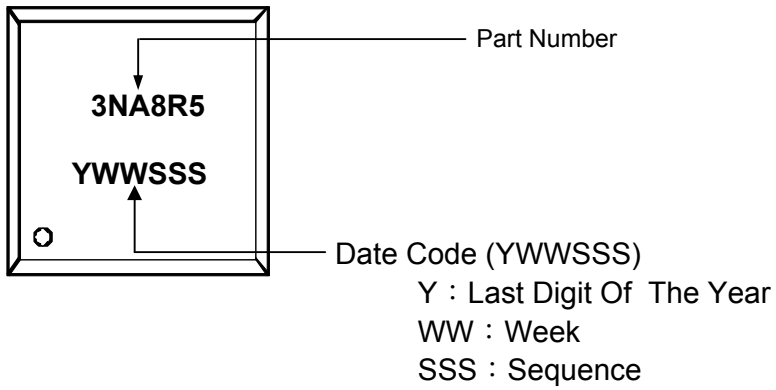 Part Number
3NA8R5
YWWSSS
Date Code (YWWSSS)
Y：Last Digit Of The Year
WW：Week
SSS：Sequence